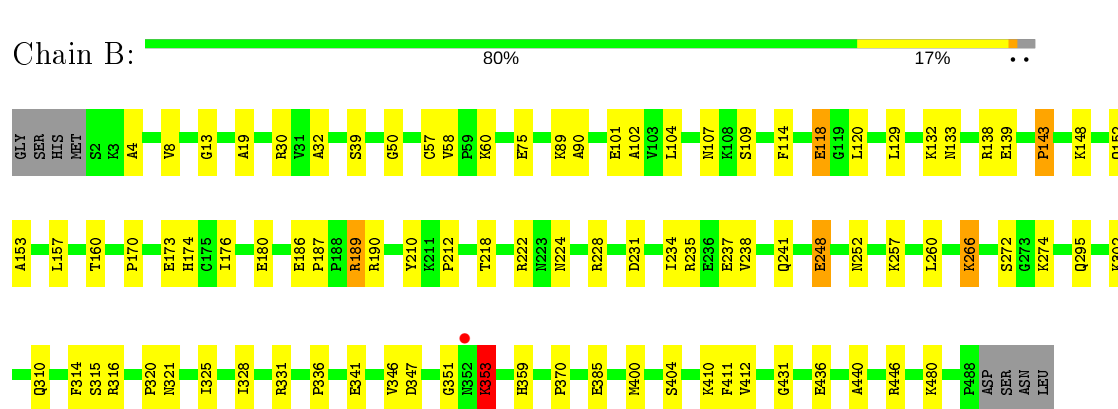 Chain B:
80% 17% • •
GLY SER HIS MET S2 K3 A4 V8 G13 A19 R30 V31 A32 S39 G50 C57 V58 P59 K60 E75 K89 A90 E101 A102 V103 L104 N107 K108 S109 F114 E118 G119 L120 L129 K132 N133 R138 E139 P143 K148
A153 L157 T160 P170 E173 H174 C175 I176 E180 E186 P187 P188 R189 R190 Y210 K211 P212 T218 R222 N223 N224 R228 D231 I234 R235 E236 E237 V238 Q241 E248 N252 K257 L260 K266 S272 G273 K274 Q295
Q310 F314 S315 R316 P320 N321 I325 I328 R331 P336 E341 V346 D347 G351 N352 K353 H359 P370 E385 M400 S404 K410 F411 V412 G431 E436 A440 R446 K480 P488 ASP SER ASN LEU